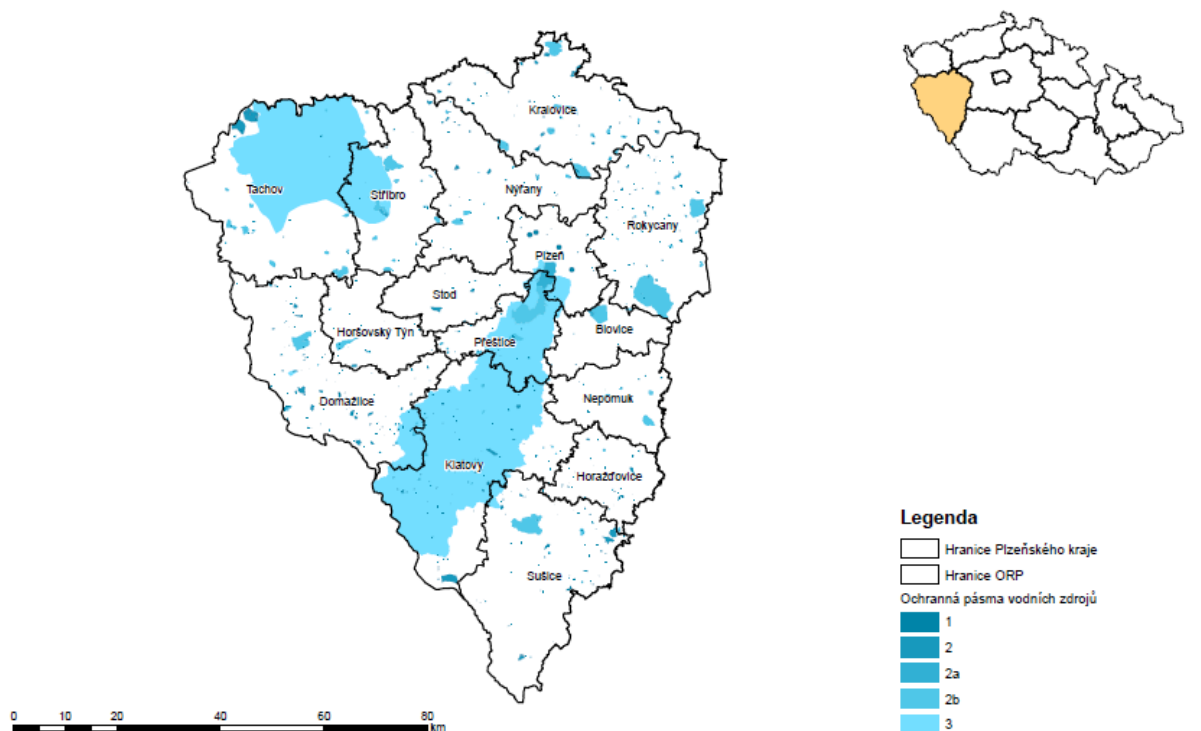 Kralovice
Tachov
Stříbro
Nýřany
Rokycany
Plzeň
Stod
Horšovský Týn
Přeštice
Blovice
Domažlice
Nepomuk
Klatovy
Horažďovice
Sušice
Legenda
Hranice Plzeňského kraje
Hranice ORP
Ochranná pásma vodních zdrojů
1
2
2a
2b
3
0 10 20 40 60 80
km